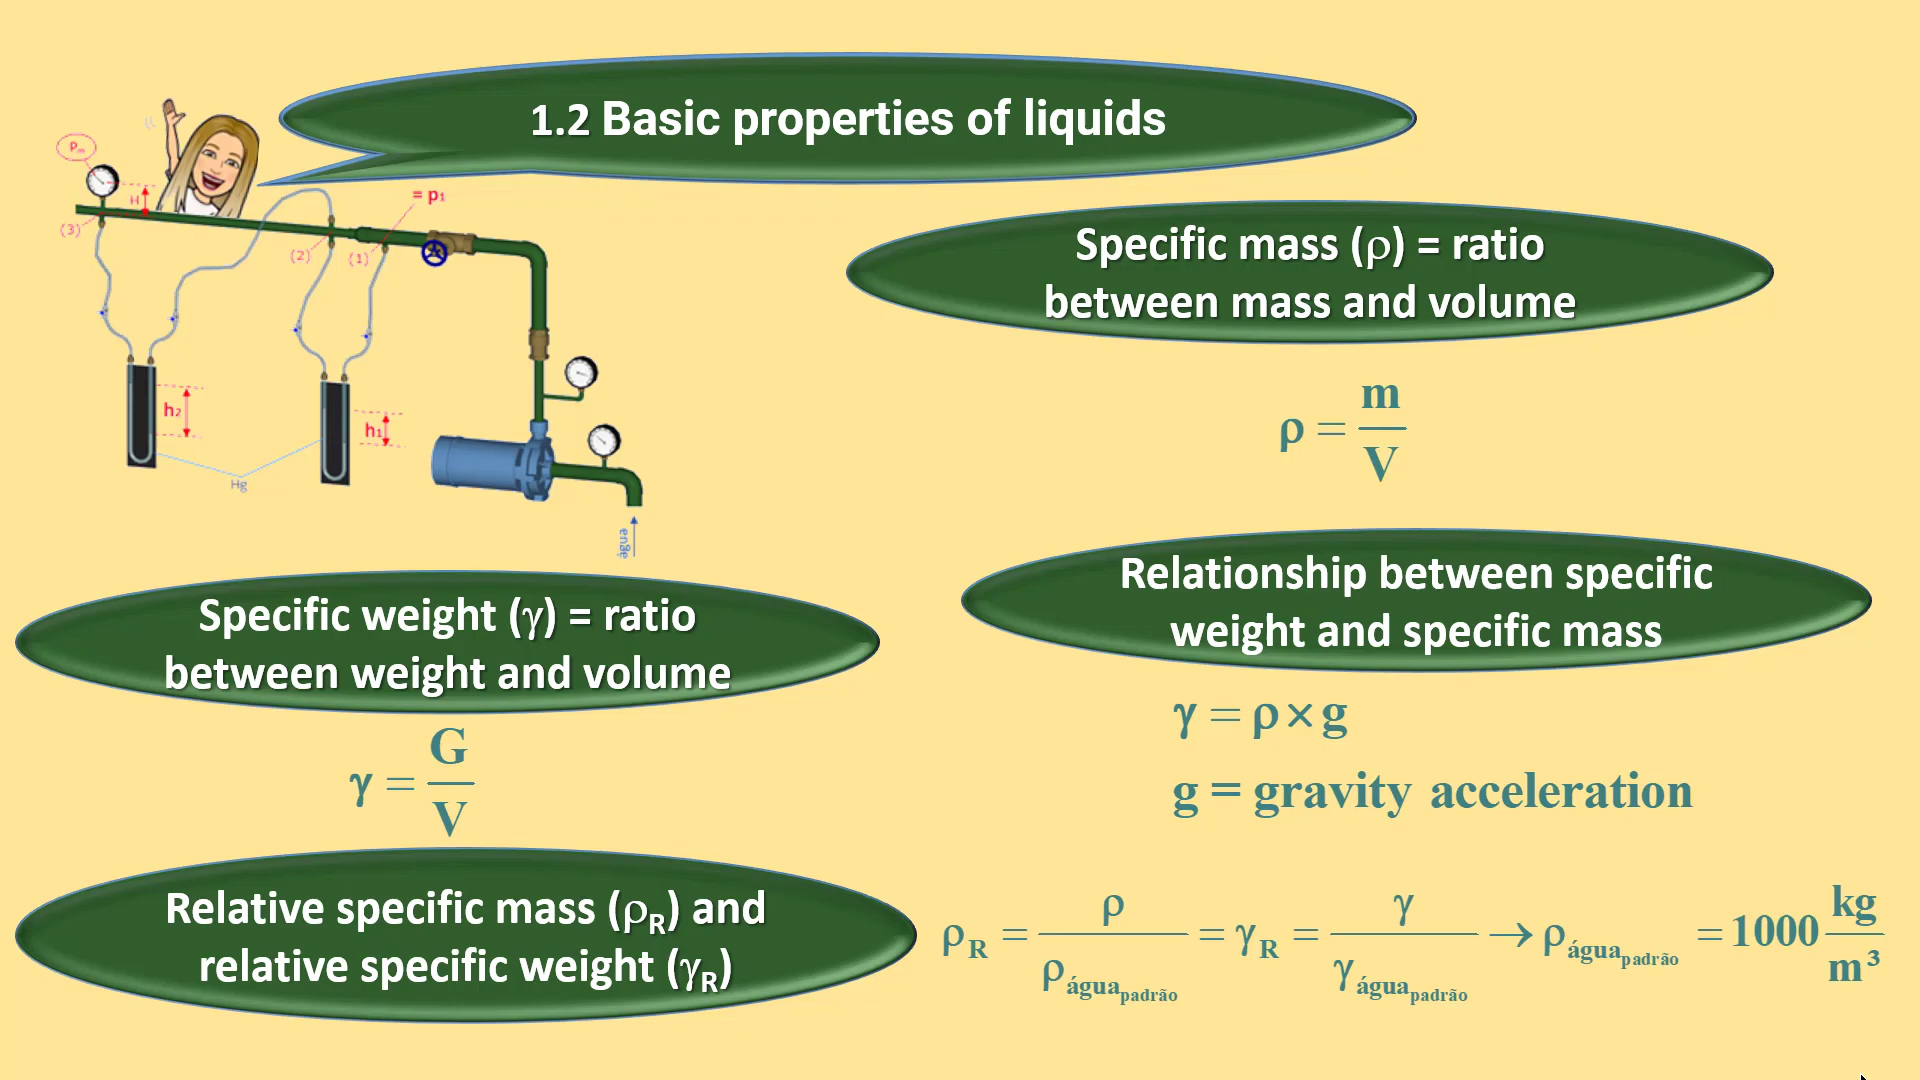 1.2 Basic properties of liquids
Pm
H
= p1
(3)
(2)
(1)
h2
h1
Hg
Specific mass (ρ) = ratio
between mass and volume
ρ = m/V
Specific weight (γ) = ratio
between weight and volume
γ = G/V
Relationship between specific
weight and specific mass
γ = ρ × g
g = gravity acceleration
Relative specific mass (ρR) and
relative specific weight (γR)
ρR = ρ/ρágua padrão = γR = γ/γágua padrão → ρágua padrão = 1000 kg/m³